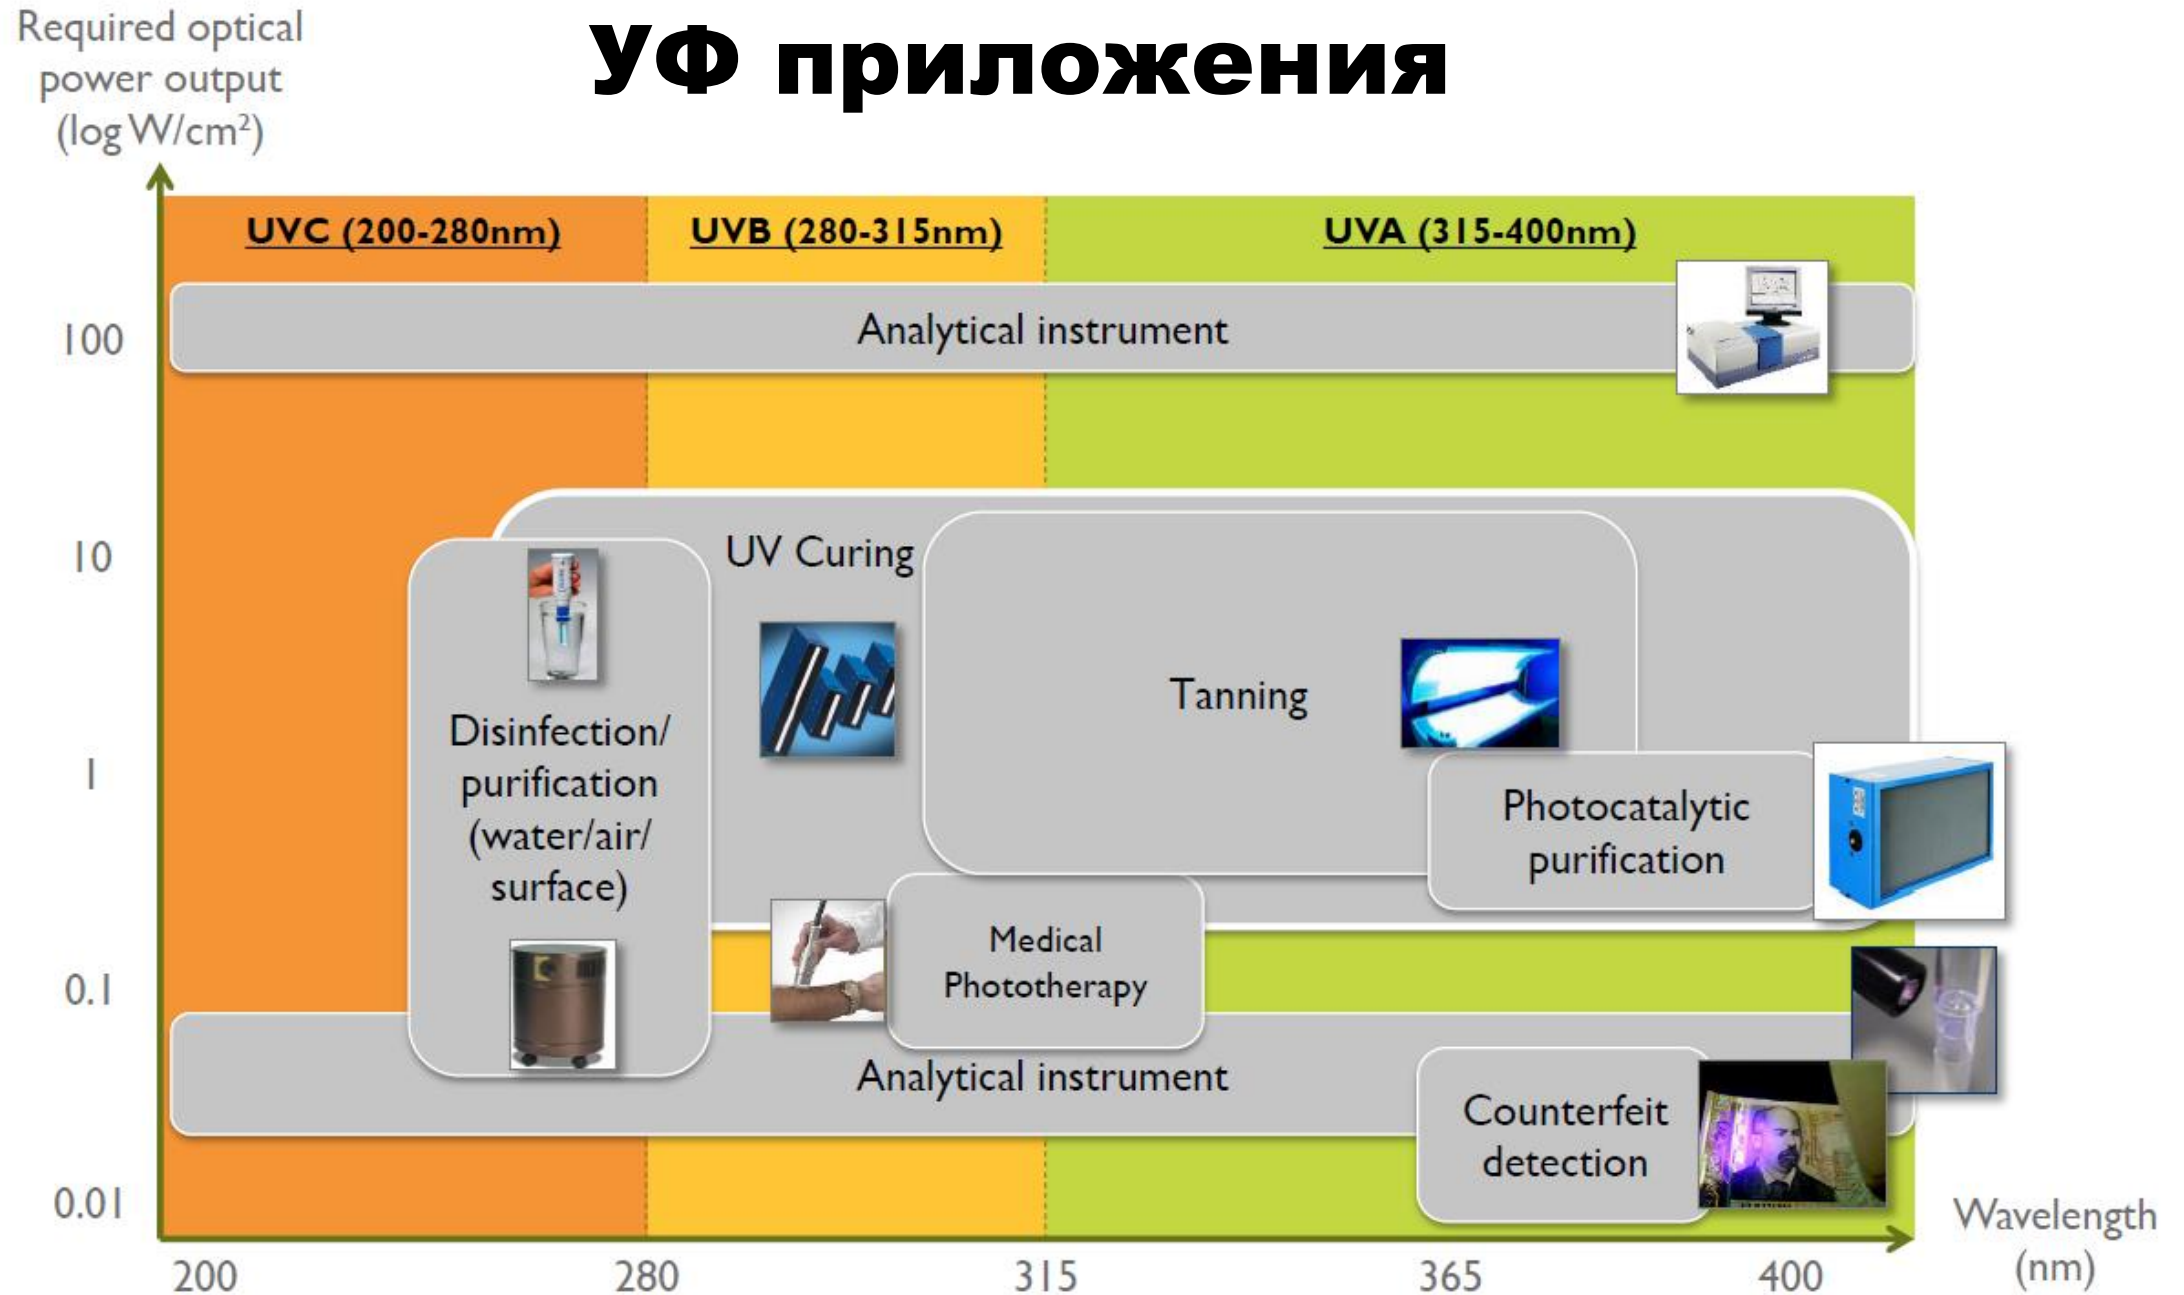 УФ приложения
Required optical
power output
(log W/cm²)
UVC (200-280nm)
UVB (280-315nm)
UVA (315-400nm)
100
Analytical instrument
10
UV Curing
Tanning
Disinfection/
purification
(water/air/
surface)
1
Photocatalytic
purification
Medical
Phototherapy
0.1
Analytical instrument
Counterfeit
detection
0.01
Wavelength
(nm)
200
280
315
365
400